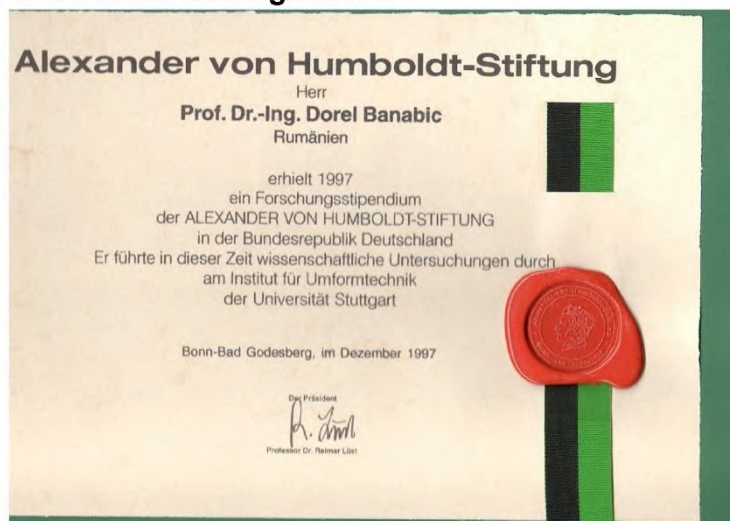 Alexander von Humboldt-Stiftung
Herr
Prof. Dr.-Ing. Dorel Banabic
Rumänien
erhielt 1997
ein Forschungsstipendium
der ALEXANDER VON HUMBOLDT-STIFTUNG
in der Bundesrepublik Deutschland
Er führte in dieser Zeit wissenschaftliche Untersuchungen durch
am Institut für Umformtechnik
der Universität Stuttgart
Bonn-Bad Godesberg, im Dezember 1997
Der Präsident
R. Lüst
Professor Dr. Reimar Lüst